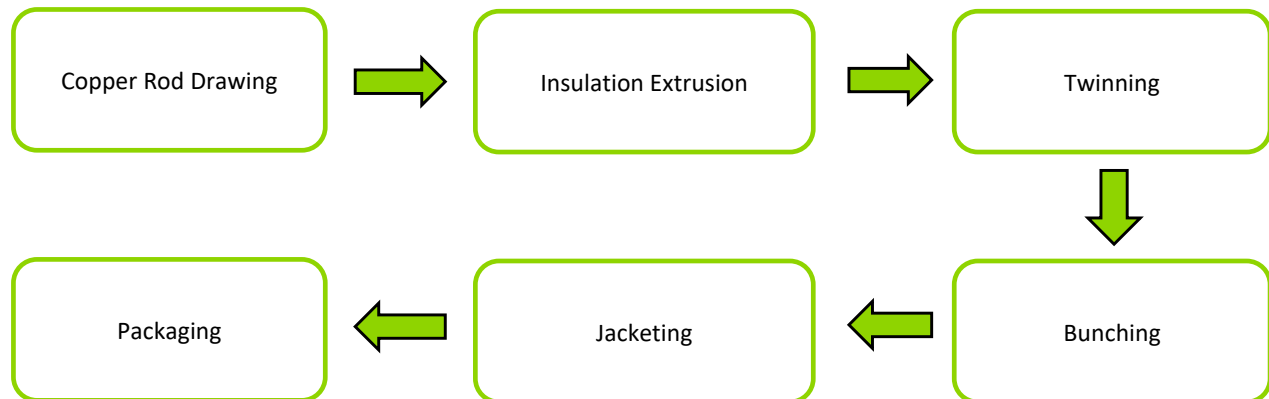 Copper Rod Drawing
Insulation Extrusion
Twinning
Packaging
Jacketing
Bunching